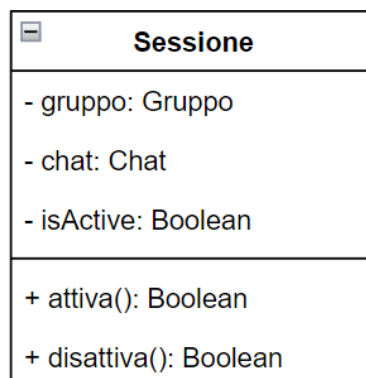 Sessione
- gruppo: Gruppo
- chat: Chat
- isActive: Boolean
+ attiva(): Boolean
+ disattiva(): Boolean